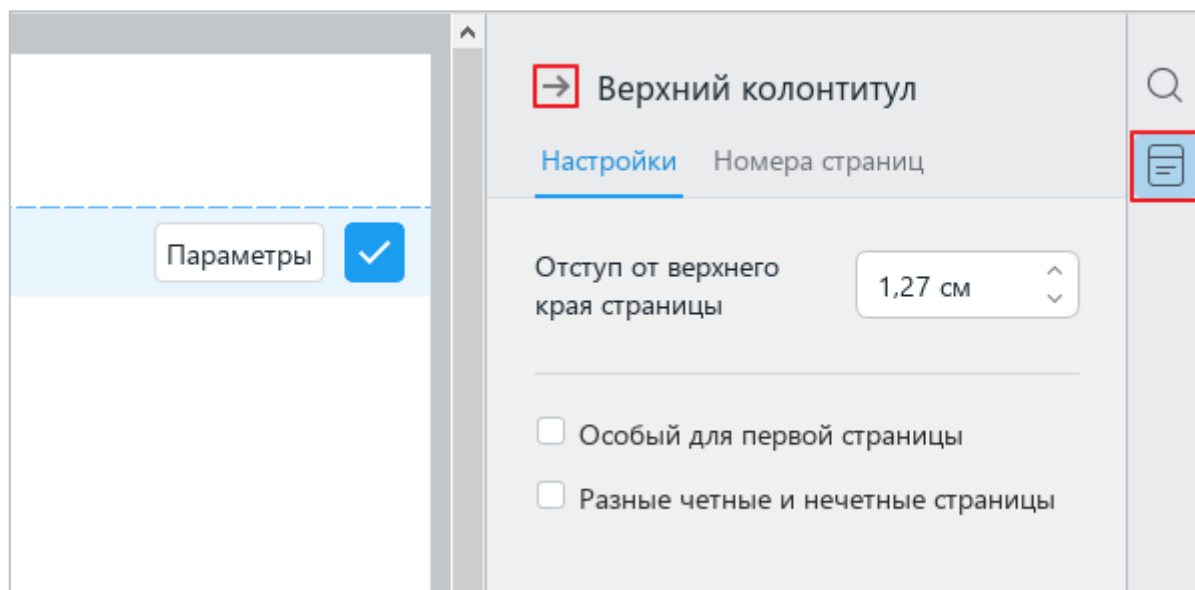 Верхний колонтитул
Настройки Номера страниц
Параметры
Отступ от верхнего
края страницы
1,27 см
Особый для первой страницы
Разные четные и нечетные страницы